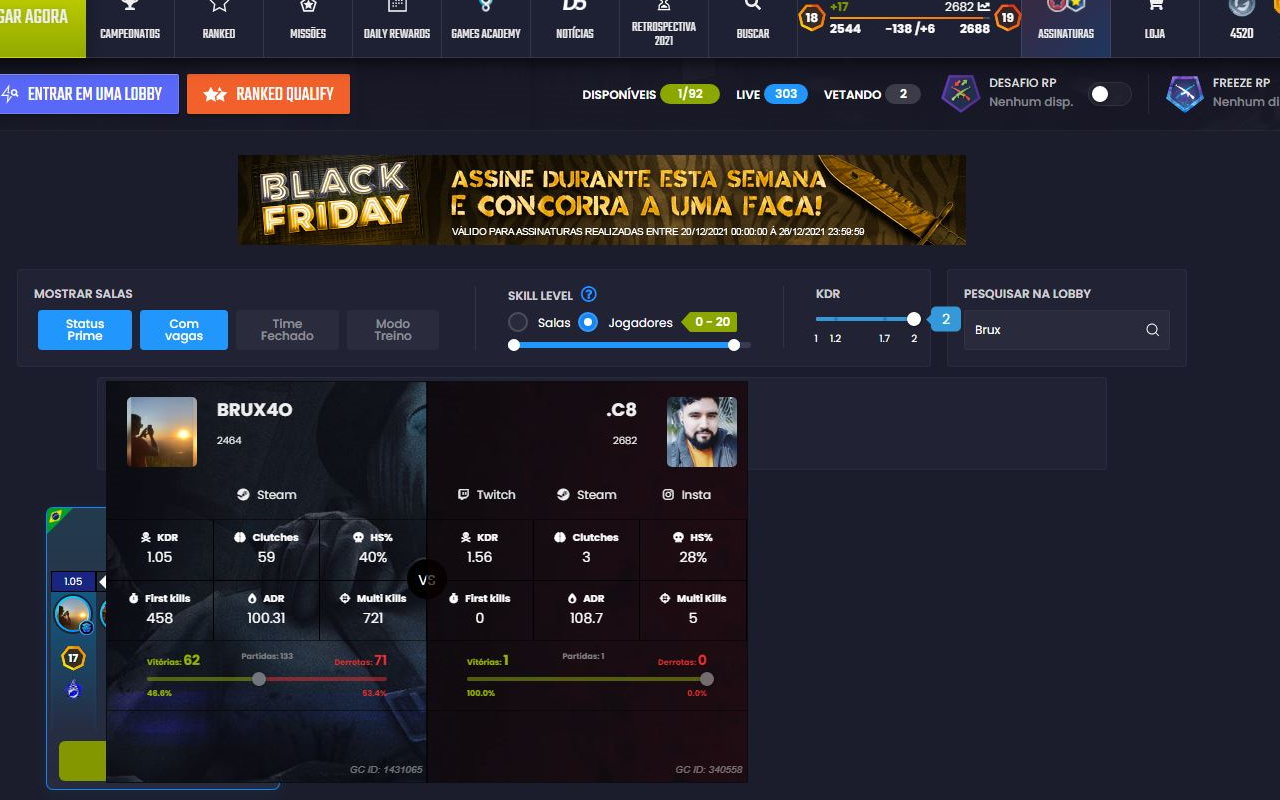 GAR AGORA
CAMPEONATOS
RANKED
MISSÕES
DAILY REWARDS
GAMES ACADEMY
NOTÍCIAS
RETROSPECTIVA
2021
BUSCAR
18
+17
2682
19
2544
-138 /+6
2688
ASSINATURAS
LOJA
4520
ENTRAR EM UMA LOBBY
RANKED QUALIFY
DISPONÍVEIS 1/92
LIVE 303
VETANDO 2
DESAFIO RP
Nenhum disp.
FREEZE RP
Nenhum di
BLACK
FRIDAY
ASSINE DURANTE ESTA SEMANA
E CONCORRA A UMA FACA!
VÁLIDO PARA ASSINATURAS REALIZADAS ENTRE 20/12/2021 00:00:00 À 26/12/2021 23:59:59
MOSTRAR SALAS
Status
Prime
Com
vagas
Time
Fechado
Modo
Treino
SKILL LEVEL ?
Salas
Jogadores
0 - 20
KDR
2
1 1.2 1.7 2
PESQUISAR NA LOBBY
Brux
BRUX4O
2464
.C8
2682
Steam
Twitch
Steam
Insta
KDR
1.05
Clutches
59
HS%
40%
KDR
1.56
Clutches
3
HS%
28%
VS
First kills
458
ADR
100.31
Multi Kills
721
First kills
0
ADR
108.7
Multi Kills
5
Vitórias: 62
Partidas: 133
Derrotas: 71
46.6%
53.4%
Vitórias: 1
Partidas: 1
Derrotas: 0
100.0%
0.0%
GC ID: 1431065
GC ID: 340558
1.05
17